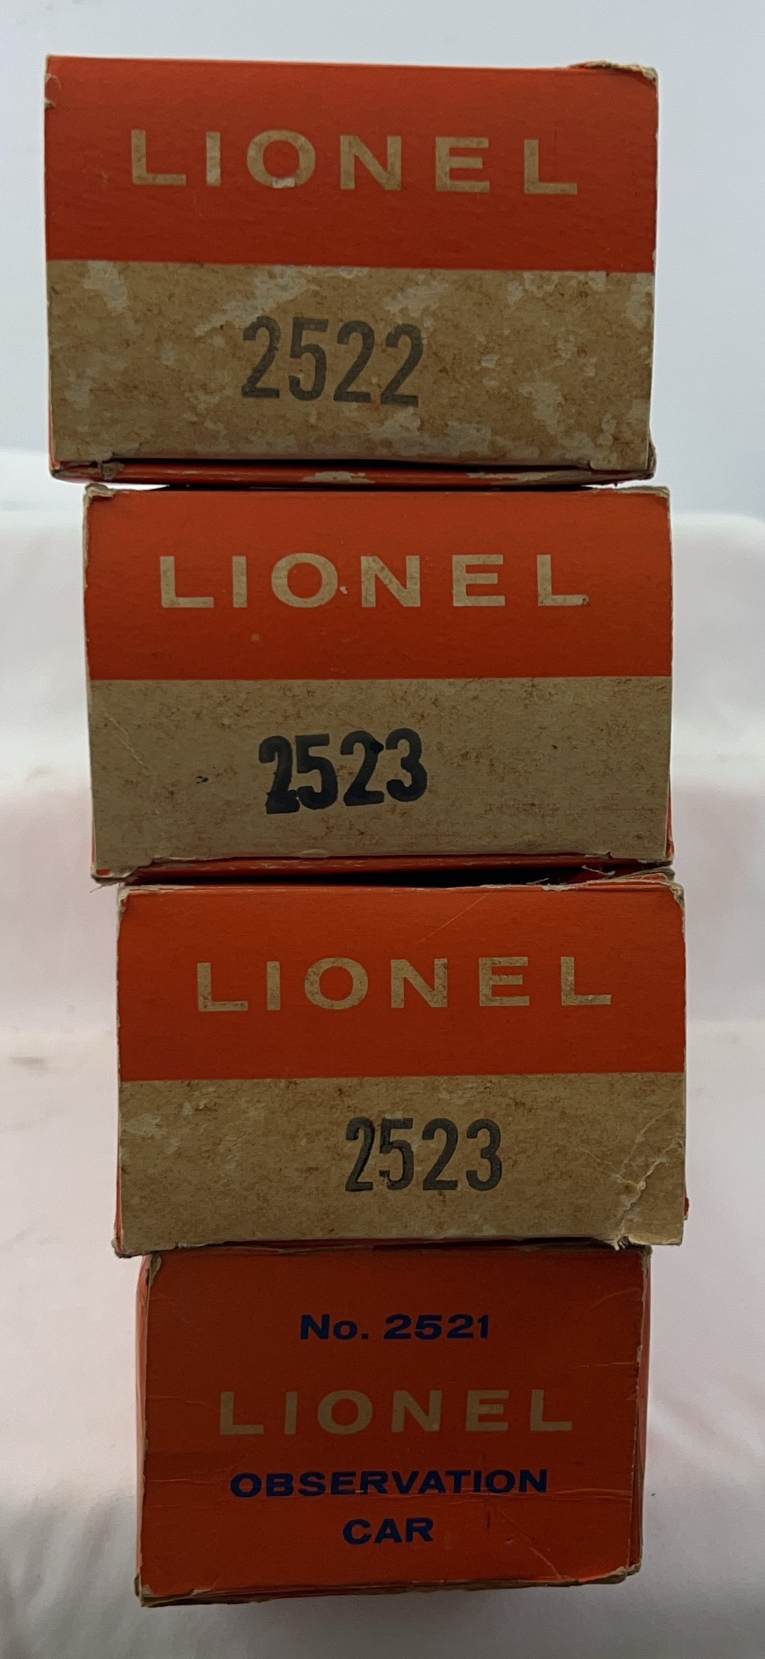 LIONEL
2522
LIONEL
2523
LIONEL
2523
No. 2521
LIONEL
OBSERVATION
CAR